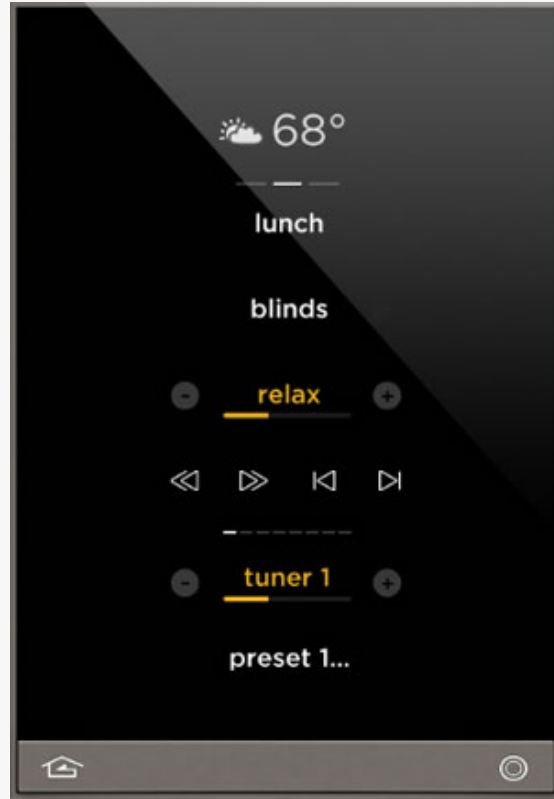 68°
lunch
blinds
- relax +
- tuner 1 +
preset 1...